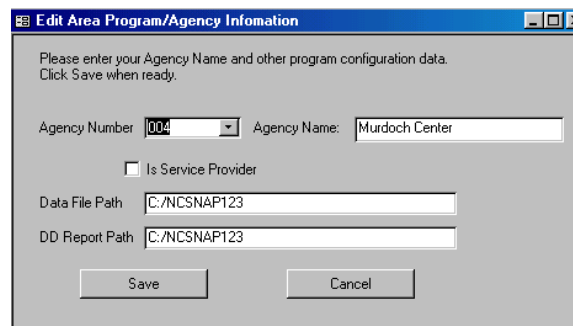 Edit Area Program/Agency Infomation
Please enter your Agency Name and other program configuration data.
Click Save when ready.
Agency Number 004 Agency Name: Murdoch Center
Is Service Provider
Data File Path C:/NCSNAP123
DD Report Path C:/NCSNAP123
Save Cancel